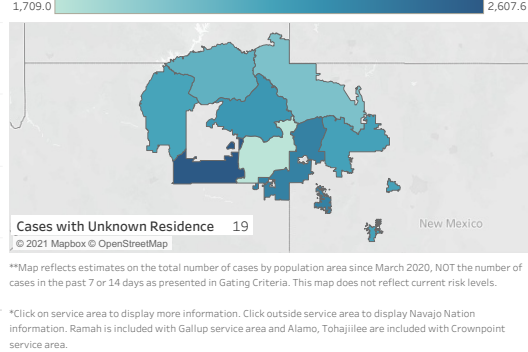 1,709.0 2,607.6
New Mexico
Cases with Unknown Residence 19
© 2021 Mapbox © OpenStreetMap
**Map reflects estimates on the total number of cases by population area since March 2020, NOT the number of
cases in the past 7 or 14 days as presented in Gating Criteria. This map does not reflect current risk levels.
*Click on service area to display more information. Click outside service area to display Navajo Nation
information. Ramah is included with Gallup service area and Alamo, Tohajiilee are included with Crownpoint
service area.